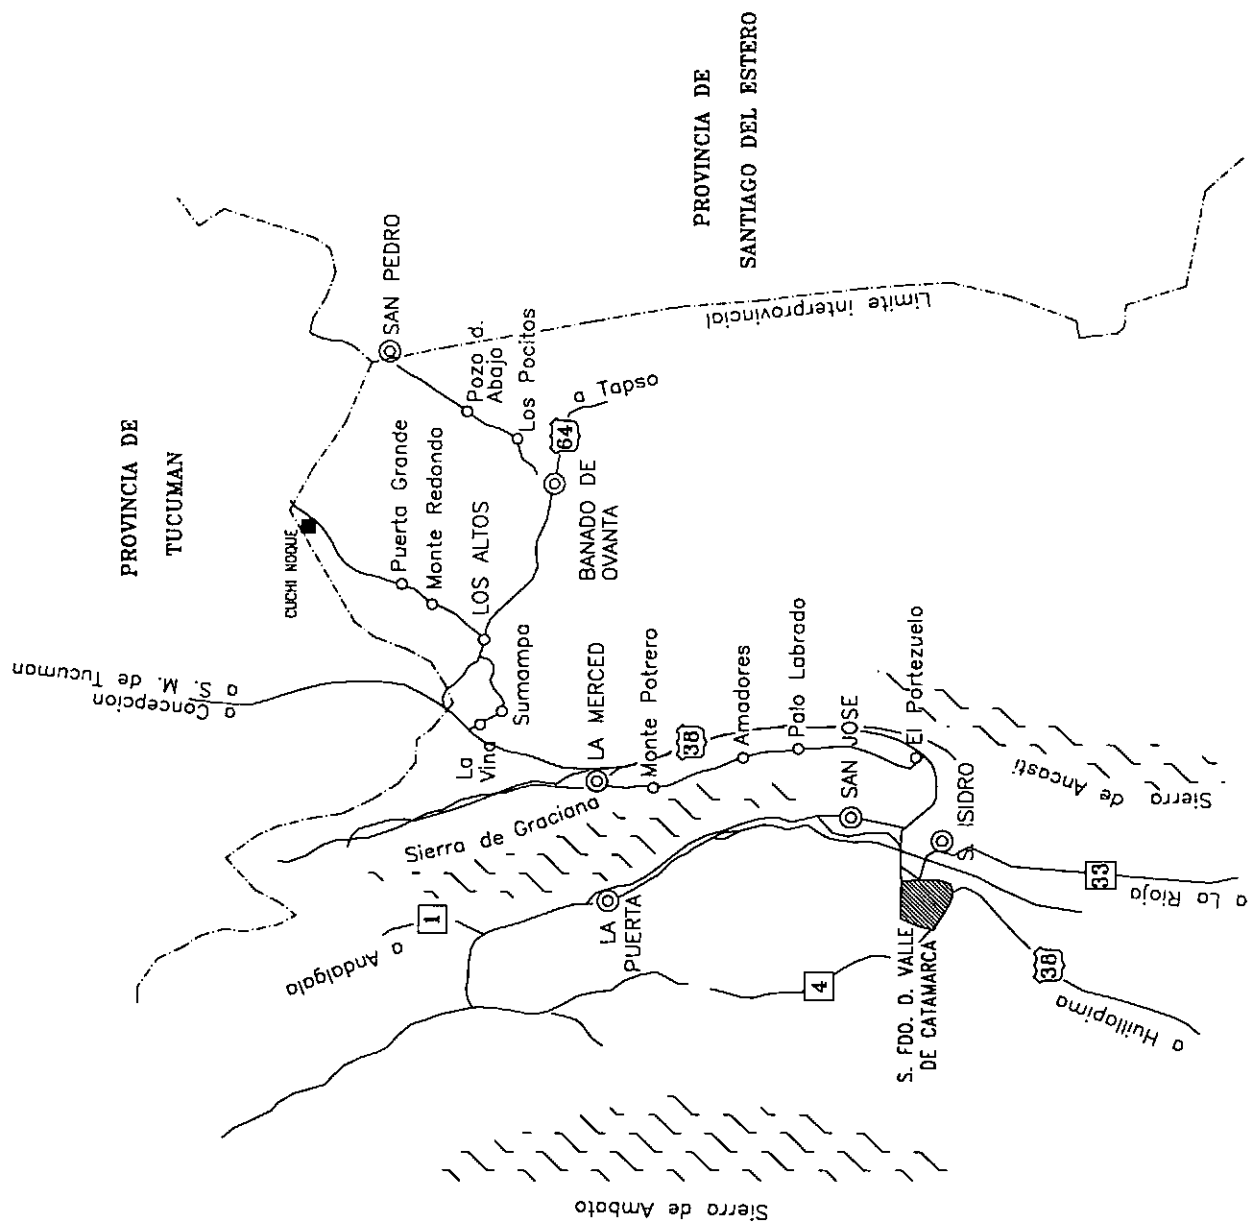 PROVINCIA DE
TUCUMAN
PROVINCIA DE
SANTIAGO DEL ESTERO
a S. M. de Tucuman
a Concepcion
CUCHI NOQUE
SAN PEDRO
Puerta Grande
Monte Redondo
Pozo d.
Abajo
Los Pocitos
LOS ALTOS
64
a Tapso
BANADO DE
OVANTA
Limite interprovincial
Sumampa
La
Vina
LA MERCED
38
Monte Potrero
Amadores
Palo Labrado
El Portezuelo
SAN JOSE
Sierra de Graciana
Sierra
de Ancasti
S. ISIDRO
33
a La Rioja
1
a Andalgala
LA
PUERTA
4
S. FDO. D. VALLE
DE CATAMARCA
38
a Huillapima
Sierra de Ambato